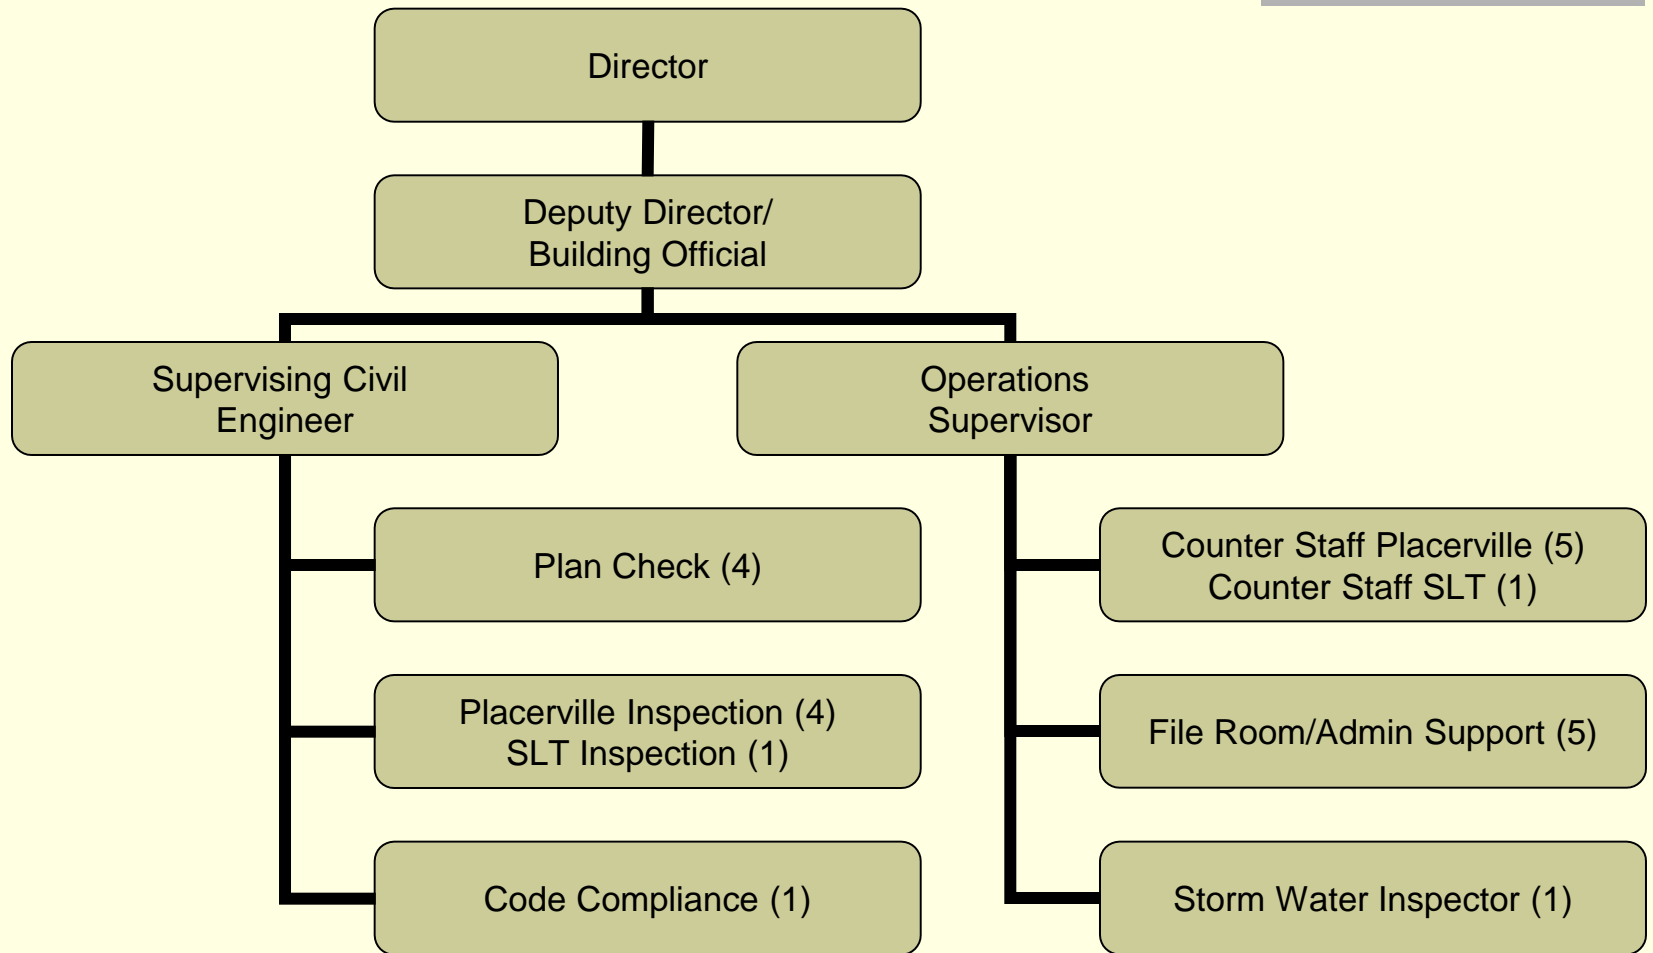 Director
Deputy Director/
Building Official
Supervising Civil
Engineer
Operations
Supervisor
Plan Check (4)
Placerville Inspection (4)
SLT Inspection (1)
Code Compliance (1)
Counter Staff Placerville (5)
Counter Staff SLT (1)
File Room/Admin Support (5)
Storm Water Inspector (1)